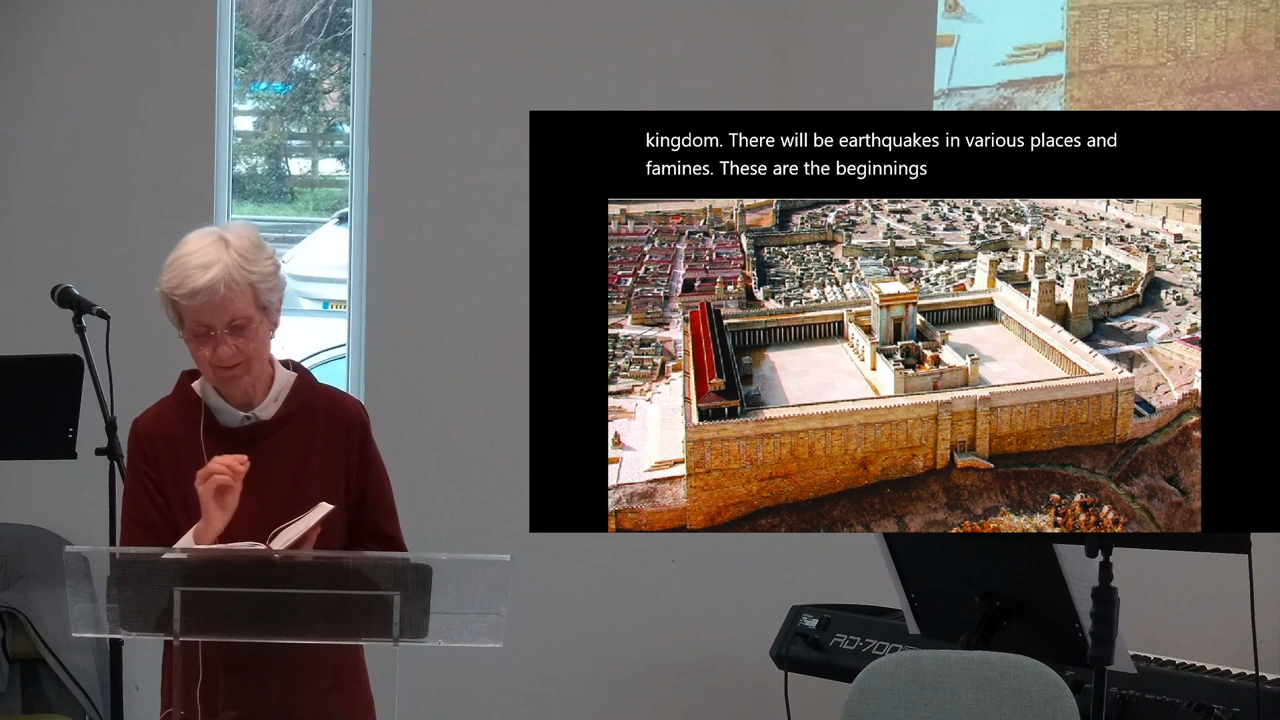 kingdom. There will be earthquakes in various places and
famines. These are the beginnings
RD-700